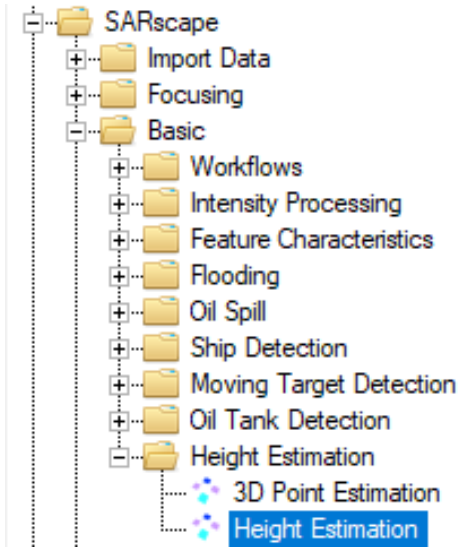 SARscape
Import Data
Focusing
Basic
Workflows
Intensity Processing
Feature Characteristics
Flooding
Oil Spill
Ship Detection
Moving Target Detection
Oil Tank Detection
Height Estimation
3D Point Estimation
Height Estimation